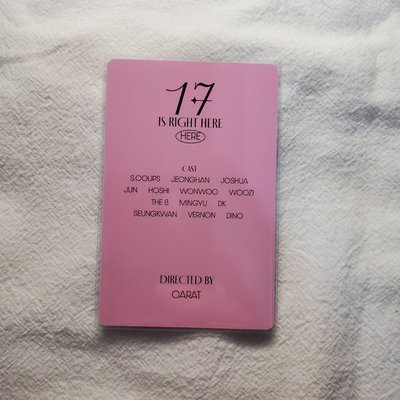 17
IS RIGHT HERE
HERE
CAST
S.COUPS JEONGHAN JOSHUA
JUN HOSHI WONWOO WOOZI
THE 8 MINGYU DK
SEUNGKWAN VERNON DINO
DIRECTED BY
CARAT